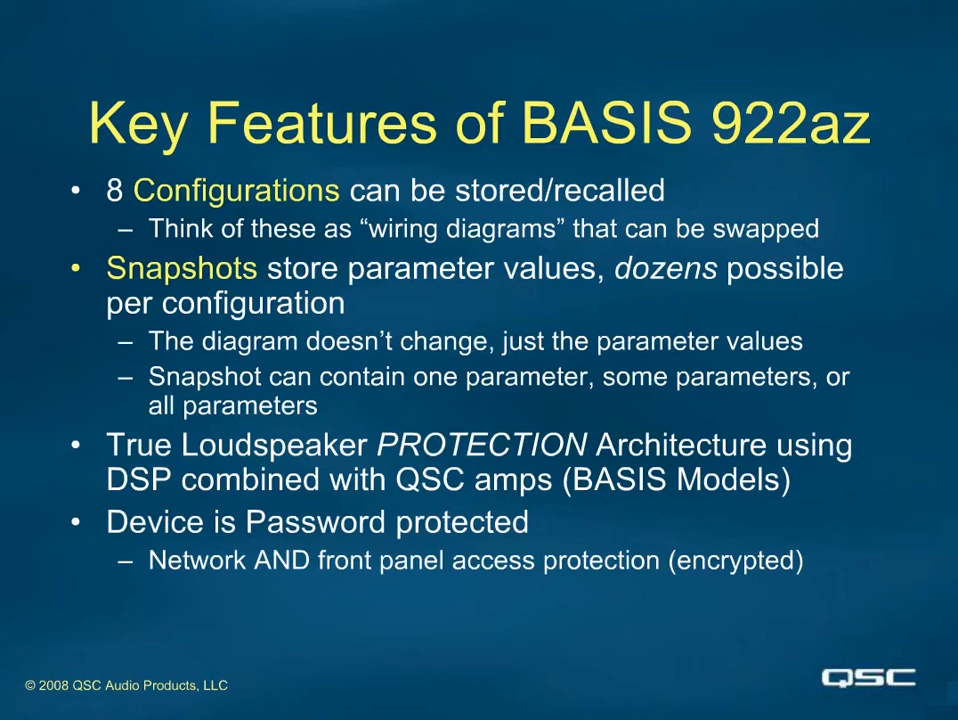 Key Features of BASIS 922az
• 8 Configurations can be stored/recalled
– Think of these as “wiring diagrams” that can be swapped
• Snapshots store parameter values, dozens possible
per configuration
– The diagram doesn’t change, just the parameter values
– Snapshot can contain one parameter, some parameters, or
all parameters
• True Loudspeaker PROTECTION Architecture using
DSP combined with QSC amps (BASIS Models)
• Device is Password protected
– Network AND front panel access protection (encrypted)
© 2008 QSC Audio Products, LLC
QSC